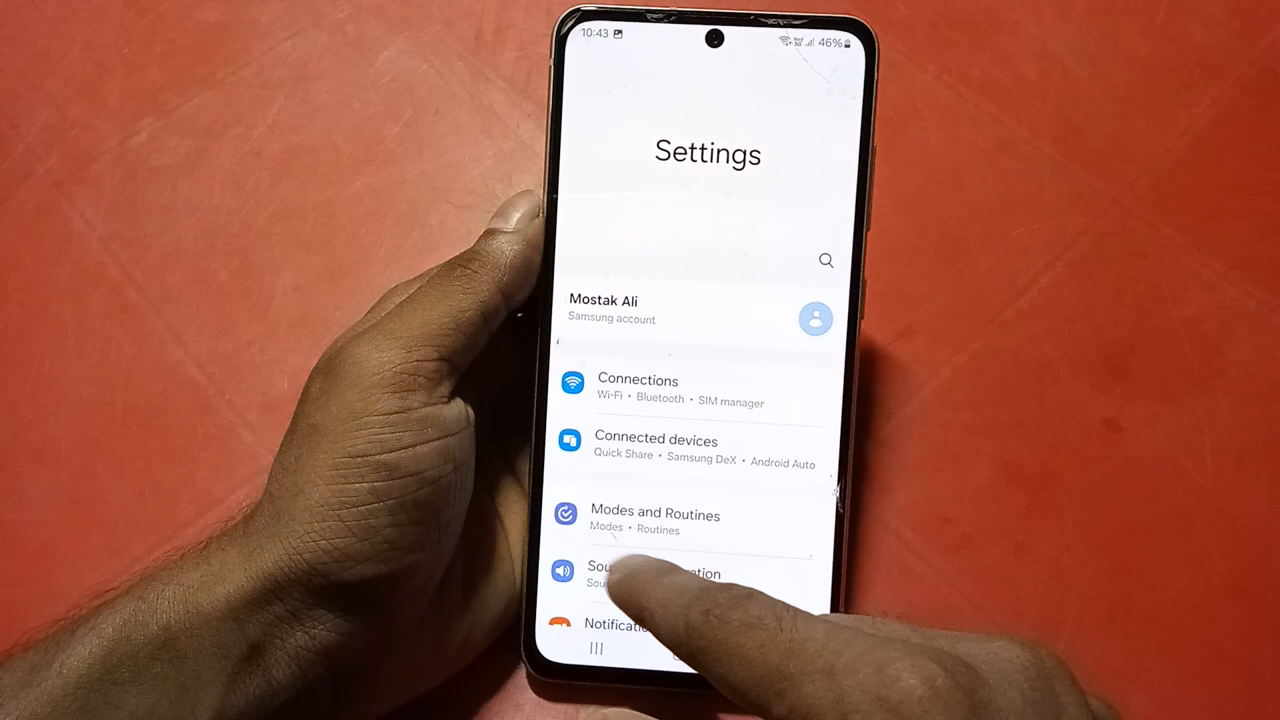 10:43 46%
Settings
Mostak Ali
Samsung account
Connections
Wi-Fi • Bluetooth • SIM manager
Connected devices
Quick Share • Samsung DeX • Android Auto
Modes and Routines
Modes • Routines